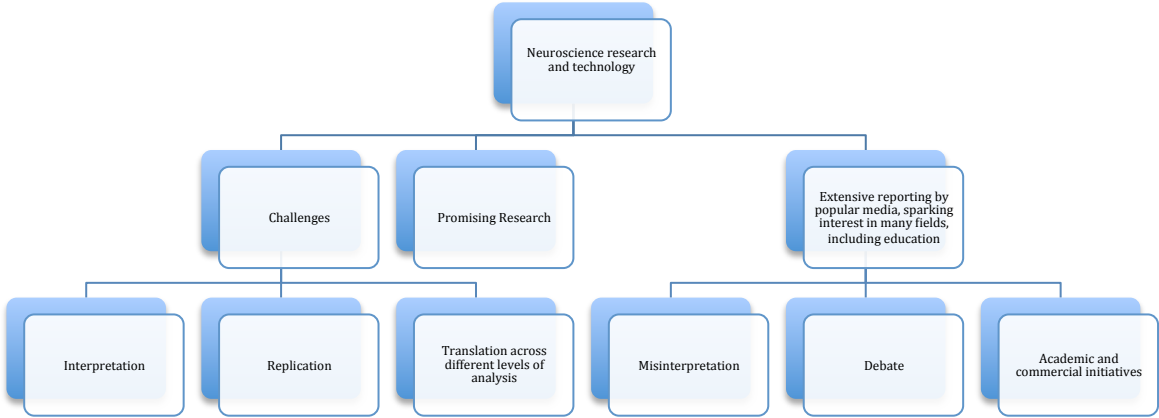 Neuroscience research
and technology
Challenges
Promising Research
Extensive reporting by
popular media, sparking
interest in many fields,
including education
Interpretation
Replication
Translation across
different levels of
analysis
Misinterpretation
Debate
Academic and
commercial initiatives